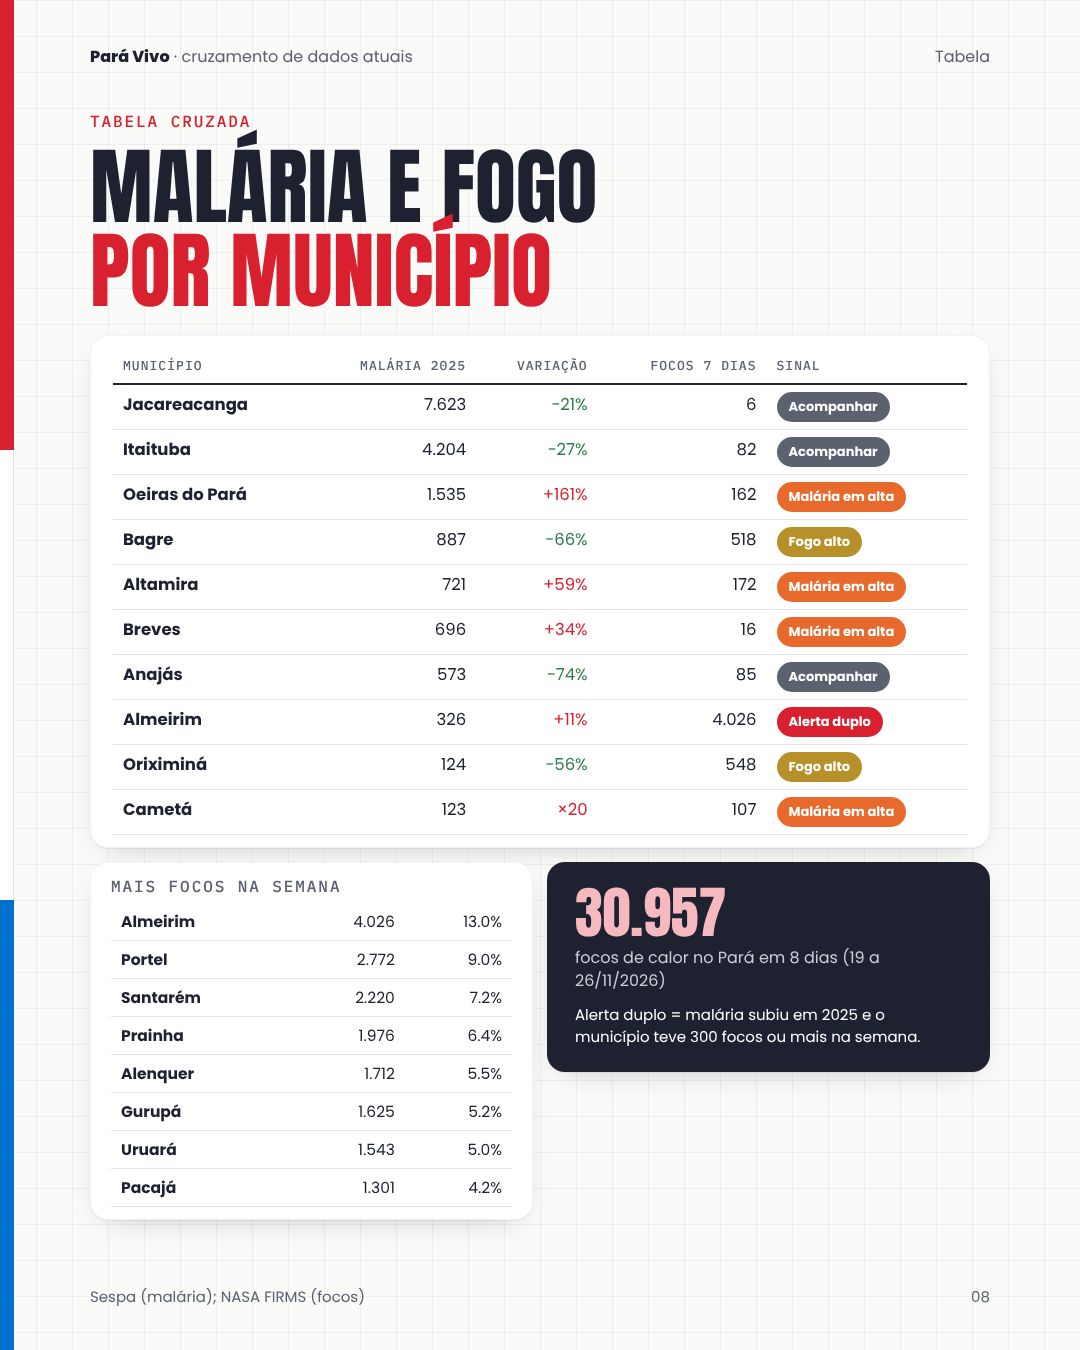 Pará Vivo · cruzamento de dados atuais Tabela
TABELA CRUZADA
MALÁRIA E FOGO
POR MUNICÍPIO
MUNICÍPIO MALÁRIA 2025 VARIAÇÃO FOCOS 7 DIAS SINAL
Jacareacanga 7.623 -21% 6 Acompanhar
Itaituba 4.204 -27% 82 Acompanhar
Oeiras do Pará 1.535 +161% 162 Malária em alta
Bagre 887 -66% 518 Fogo alto
Altamira 721 +59% 172 Malária em alta
Breves 696 +34% 16 Malária em alta
Anajás 573 -74% 85 Acompanhar
Almeirim 326 +11% 4.026 Alerta duplo
Oriximiná 124 -56% 548 Fogo alto
Cametá 123 ×20 107 Malária em alta
MAIS FOCOS NA SEMANA
Almeirim 4.026 13.0%
Portel 2.772 9.0%
Santarém 2.220 7.2%
Prainha 1.976 6.4%
Alenquer 1.712 5.5%
Gurupá 1.625 5.2%
Uruará 1.543 5.0%
Pacajá 1.301 4.2%
30.957
focos de calor no Pará em 8 dias (19 a
26/11/2026)
Alerta duplo = malária subiu em 2025 e o
município teve 300 focos ou mais na semana.
Sespa (malária); NASA FIRMS (focos) 08